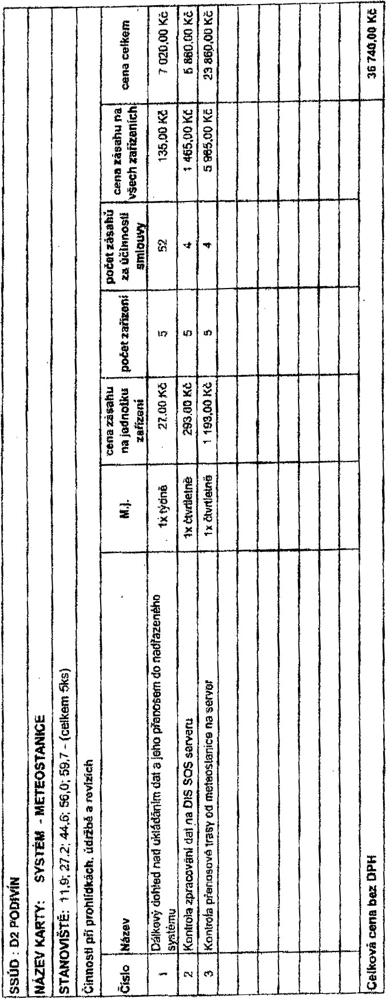 SSÚD : D2 PODIVÍN
NÁZEV KARTY: SYSTÉM - METEOSTANICE
STANOVIŠTĚ: 11,9; 27,2; 44,6; 56,0; 59,7 - (celkem 5ks)
Činnosti při prohlídkách, údržbě a revizích
Číslo Název M.j. cena zásahu na jednotku zařízení počet zařízení počet zásahů za účinnosti smlouvy cena zásahu na všech zařízeních cena celkem
1 Dálkový dohled nad ukládáním dat a jeho přenosem do nadřazeného systému 1x týdně 27,00 Kč 5 52 135,00 Kč 7 020,00 Kč
2 Kontrola zpracování dat na DIS SOS serveru 1x čtvrtletně 293,00 Kč 5 4 1 465,00 Kč 5 860,00 Kč
3 Kontrola přenosové trasy od meteostanice na server 1x čtvrtletně 1 193,00 Kč 5 4 5 965,00 Kč 23 860,00 Kč
Celková cena bez DPH 36 740,00 Kč